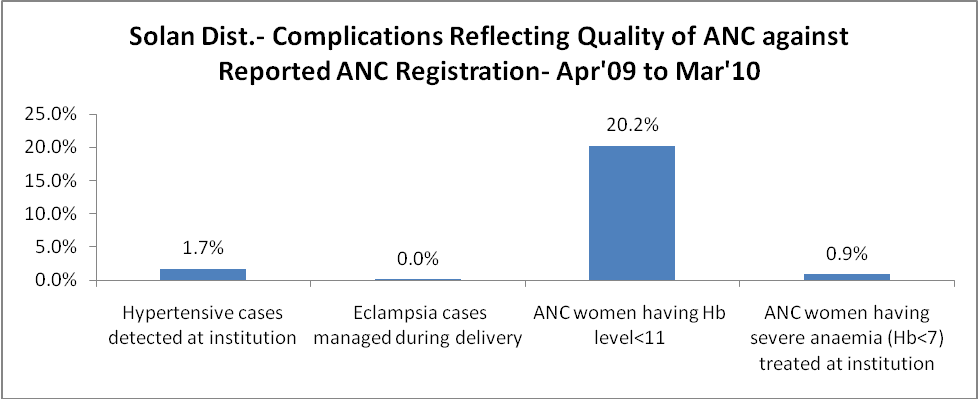 Solan Dist.- Complications Reflecting Quality of ANC against
Reported ANC Registration- Apr'09 to Mar'10
25.0%
20.0%
15.0%
10.0%
5.0%
0.0%
1.7%
0.0%
20.2%
0.9%
Hypertensive cases
detected at institution
Eclampsia cases
managed during delivery
ANC women having Hb
level<11
ANC women having
severe anaemia (Hb<7)
treated at institution